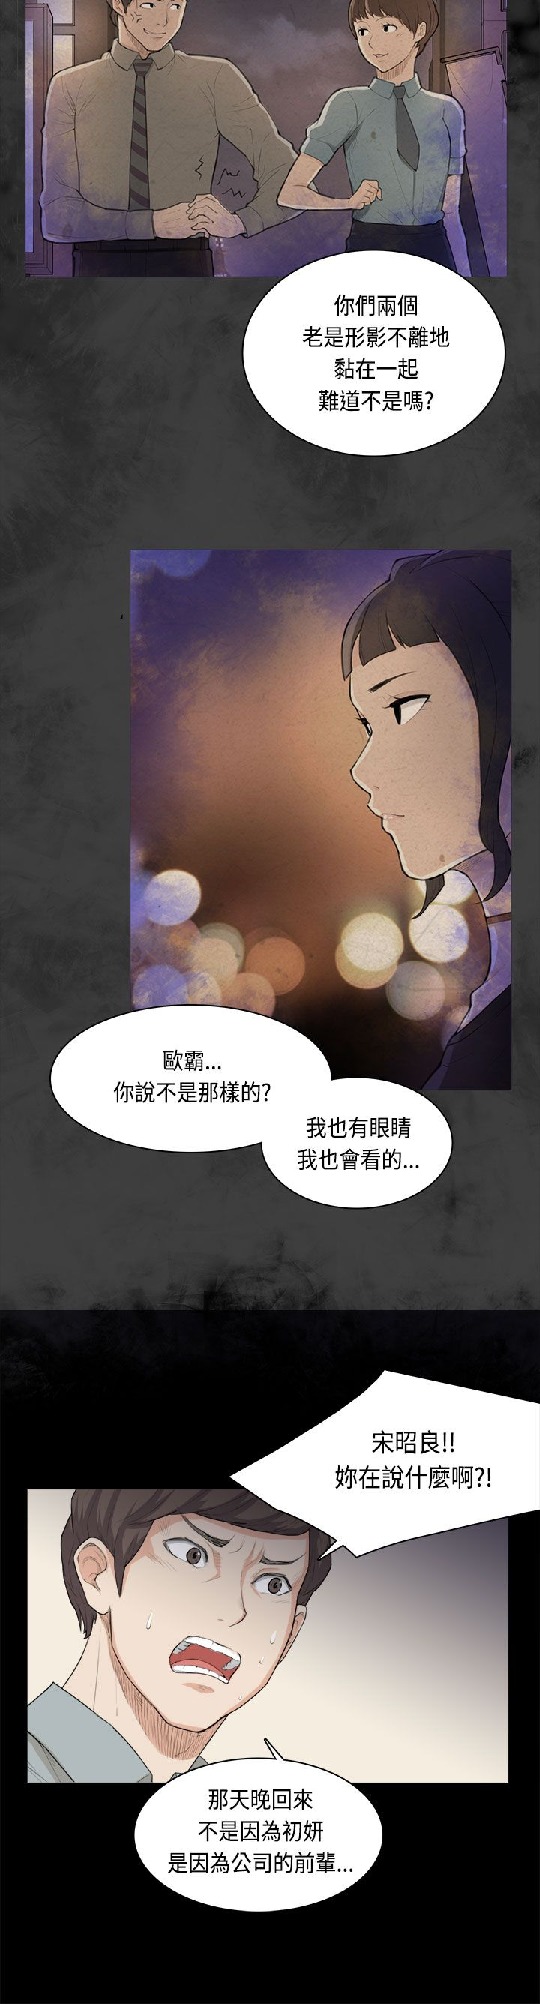 你們兩個
老是形影不離地
黏在一起
難道不是嗎?
歐霸...
你說不是那樣的?
我也有眼睛
我也會看的...
宋昭良!!
妳在說什麼啊?!
那天晚回來
不是因為初妍
是因為公司的前輩...